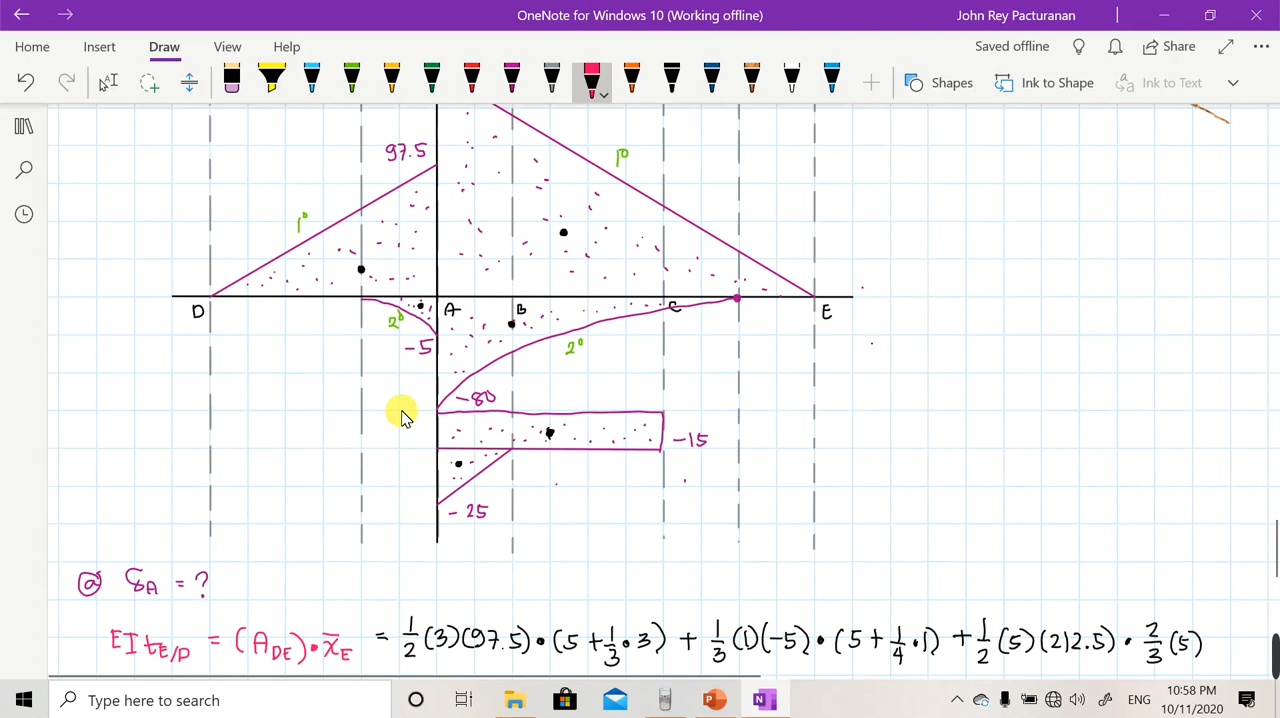 OneNote for Windows 10 (Working offline)
John Rey Pacturanan
Home Insert Draw View Help
Saved offline
Share
Shapes
Ink to Shape
Ink to Text
97.5
1°
1°
D
A
B
C
E
2°
-5
2°
-80
-15
-25
ⓐ δA = ?
EI tE/D = (ADE)·x̄E = 1/2 (3)(97.5)·(5 + 1/3·3) + 1/3 (1)(-5)·(5 + 1/4·1) + 1/2 (5)(212.5)·2/3 (5)
Type here to search
ENG
10:58 PM
10/11/2020